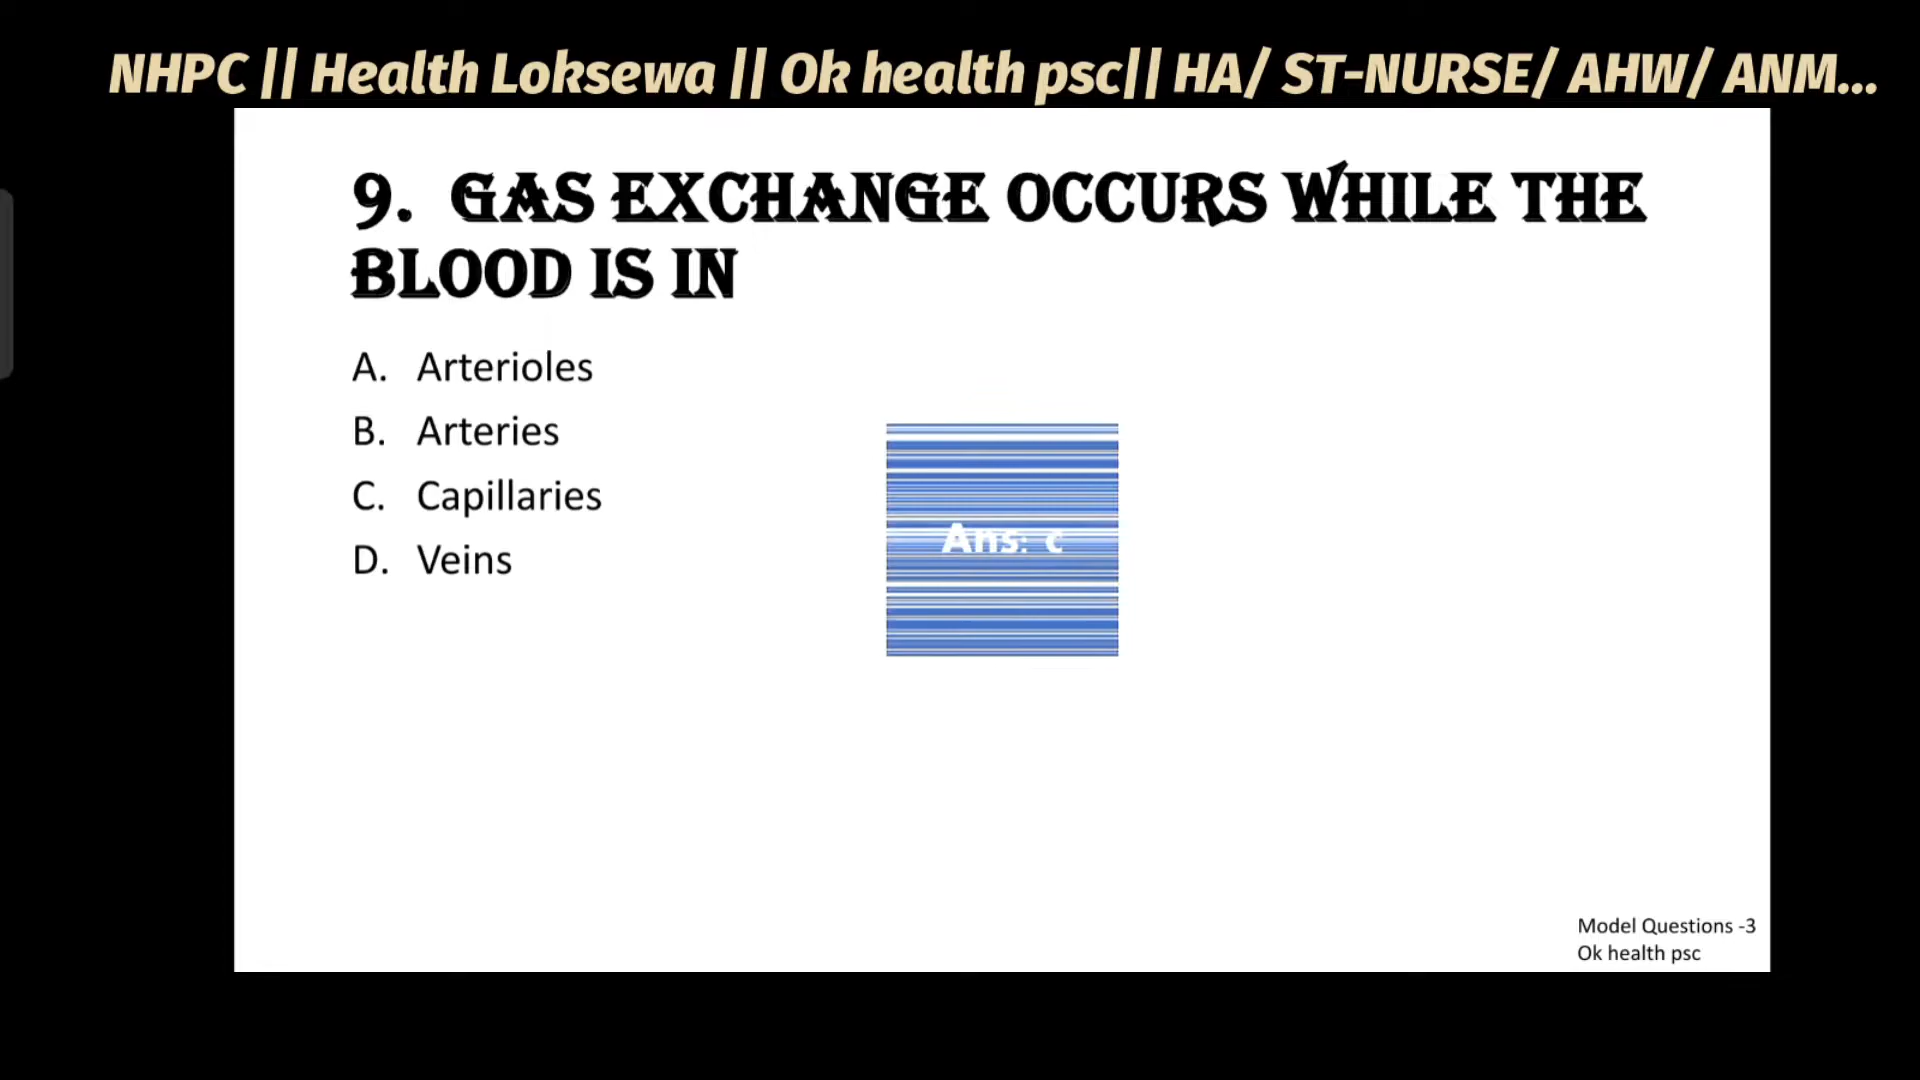 NHPC || Health Loksewa || Ok health psc|| HA/ ST-NURSE/ AHW/ ANM...
9. GAS EXCHANGE OCCURS WHILE THE
BLOOD IS IN
A. Arterioles
B. Arteries
C. Capillaries
D. Veins
Ans: c
Model Questions -3
Ok health psc